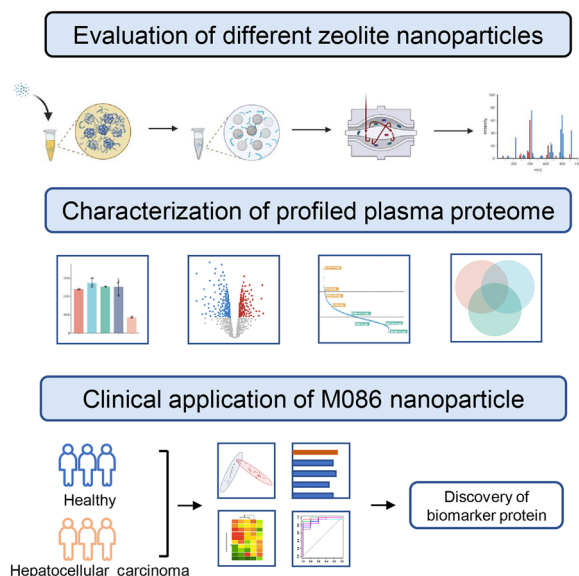 Evaluation of different zeolite nanoparticles
Intensity
m/z
Characterization of profiled plasma proteome
Clinical application of M086 nanoparticle
Healthy
Hepatocellular carcinoma
Discovery of
biomarker protein